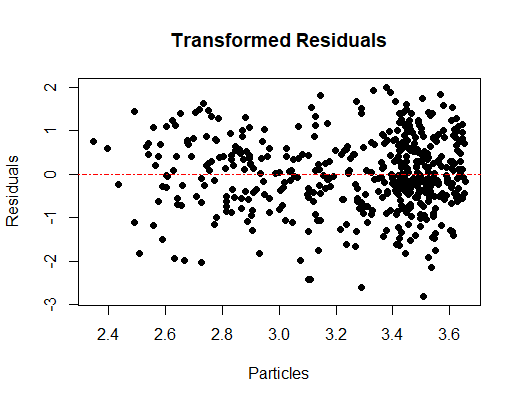 Transformed Residuals
Residuals
2
1
0
-1
-2
-3
2.4 2.6 2.8 3.0 3.2 3.4 3.6
Particles